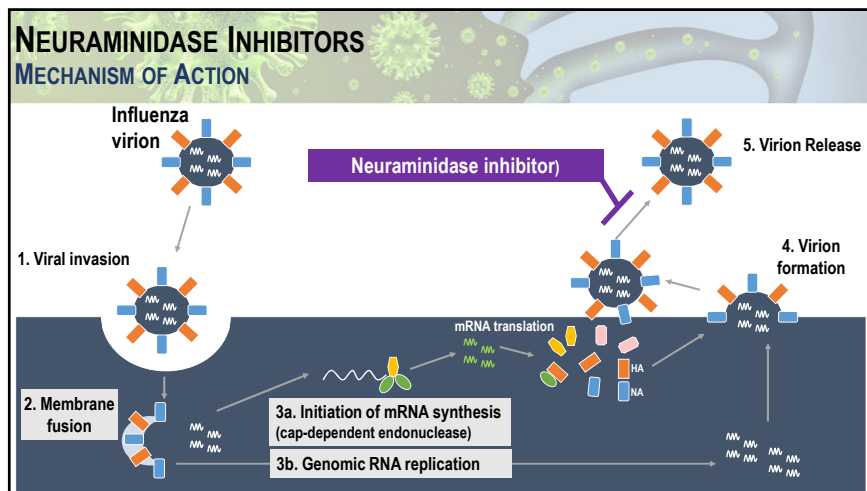 NEURAMINIDASE INHIBITORS
MECHANISM OF ACTION
Influenza
virion
Neuraminidase inhibitor)
5. Virion Release
1. Viral invasion
4. Virion
formation
mRNA translation
HA
NA
2. Membrane
fusion
3a. Initiation of mRNA synthesis
(cap-dependent endonuclease)
3b. Genomic RNA replication